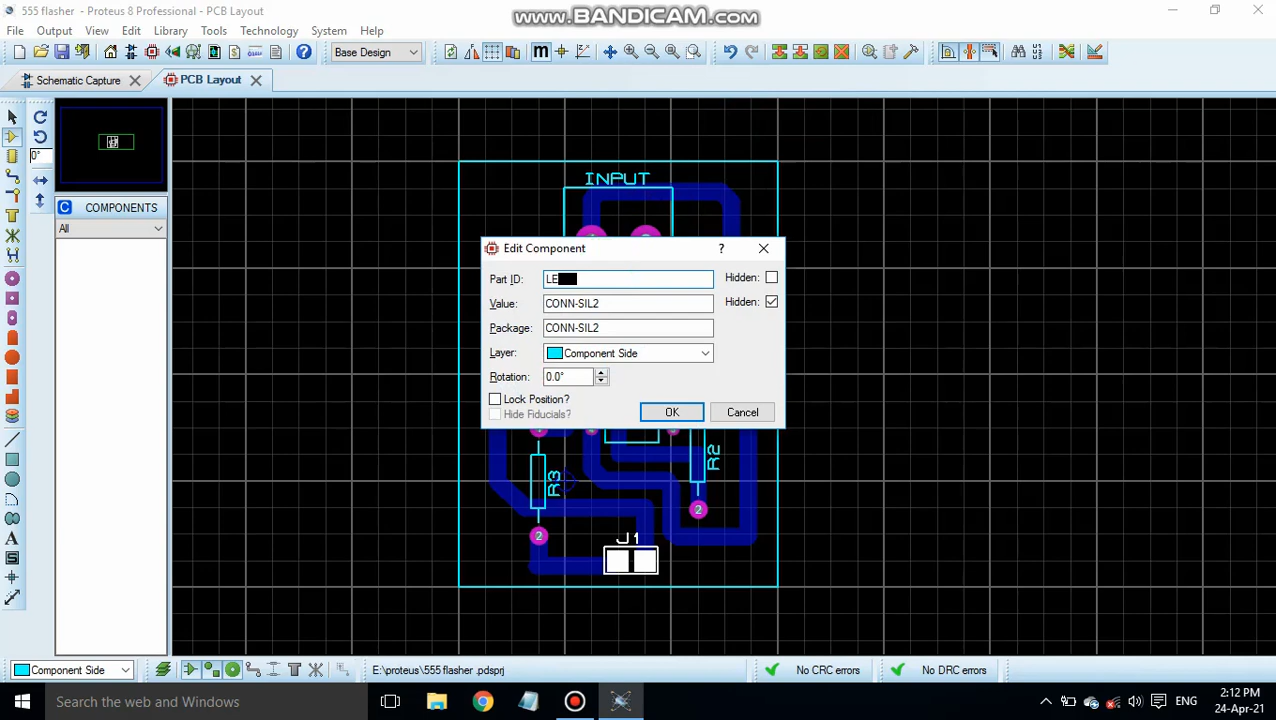 555 flasher - Proteus 8 Professional - PCB Layout
www.BANDICAM.com
File Output View Edit Library Tools Technology System Help
Base Design
Schematic Capture
PCB Layout
0°
COMPONENTS
All
INPUT
Edit Component
Part ID: LE
Hidden:
Value: CONN-SIL2
Hidden:
Package: CONN-SIL2
Layer: Component Side
Rotation: 0.0°
Lock Position?
Hide Fiducials?
OK
Cancel
R2
R3
2
2
J1
Component Side
E:\proteus\555 flasher .pdsprj
No CRC errors
No DRC errors
Search the web and Windows
ENG
2:12 PM
24-Apr-21